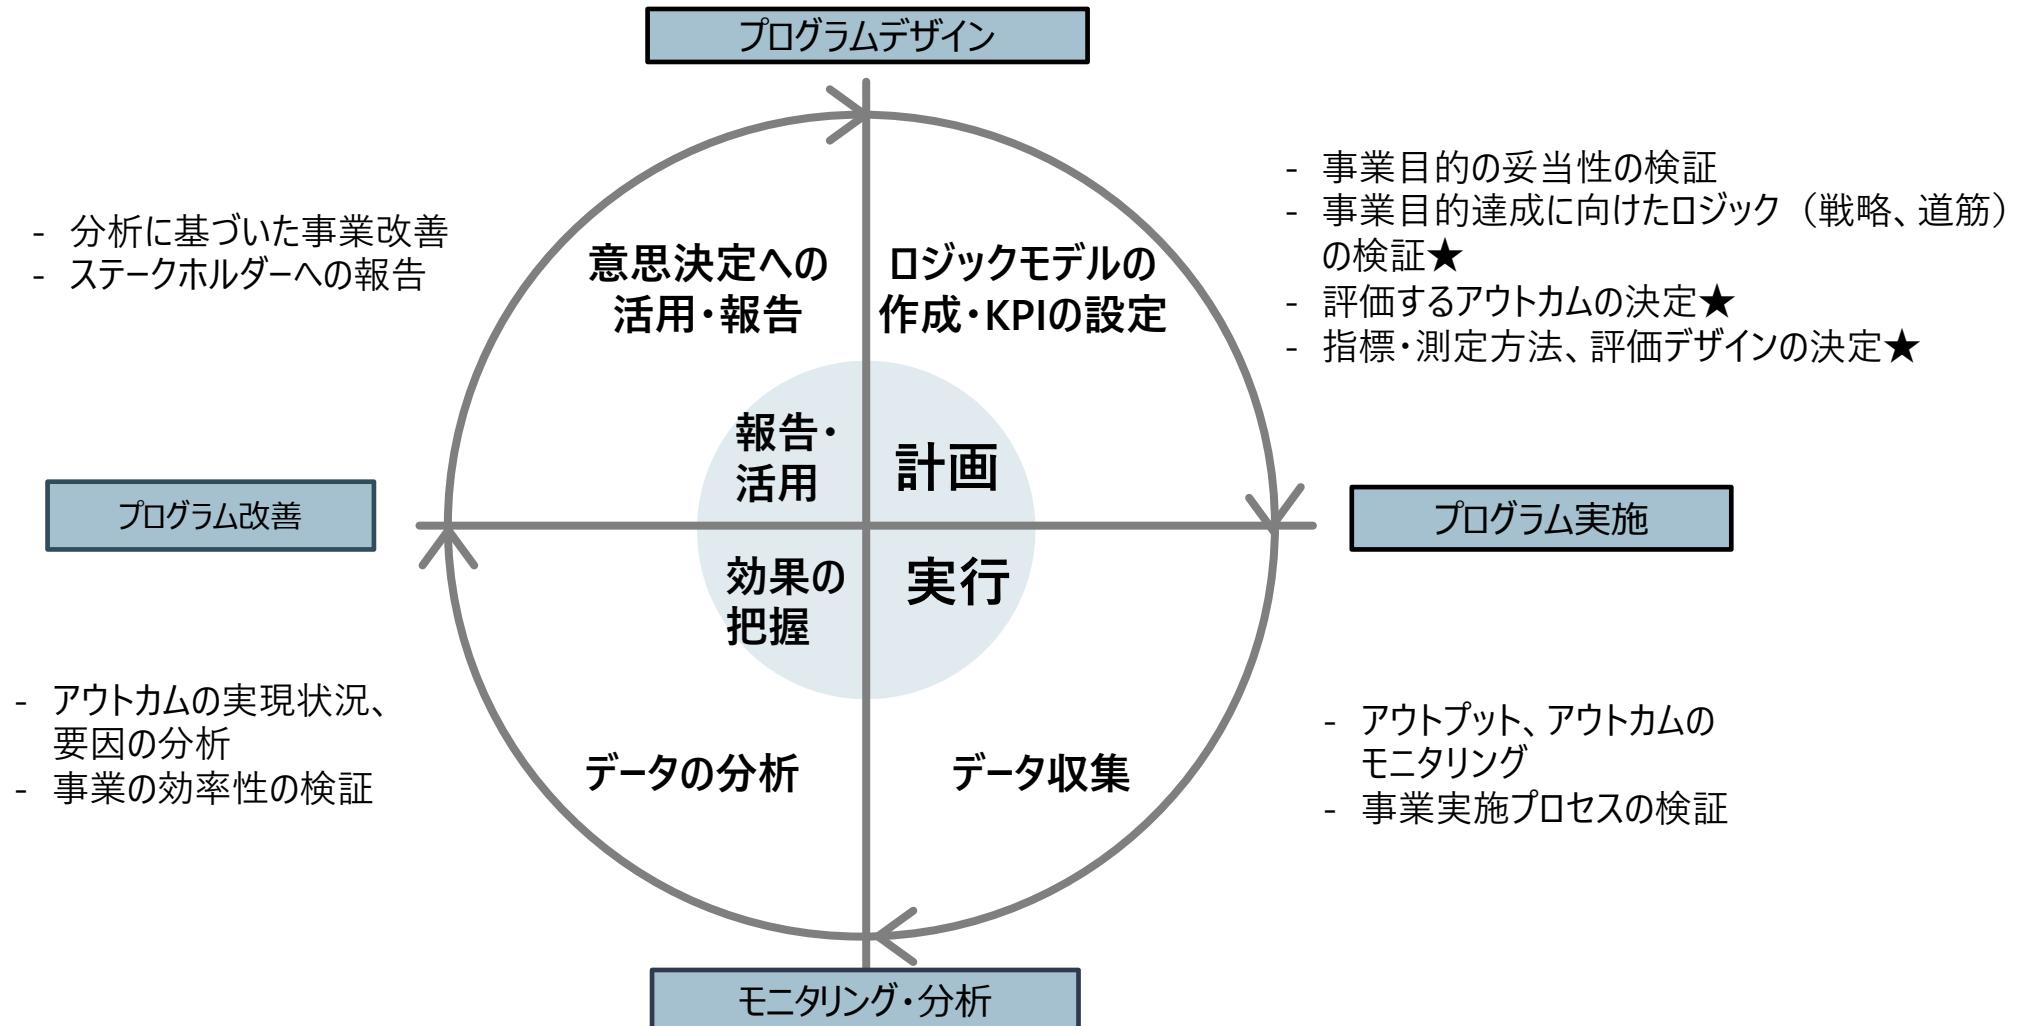 プログラムデザイン
- 分析に基づいた事業改善
- ステークホルダーへの報告
意思決定への
活用・報告
ロジックモデルの
作成・KPIの設定
- 事業目的の妥当性の検証
- 事業目的達成に向けたロジック（戦略、道筋）
の検証★
- 評価するアウトカムの決定★
- 指標・測定方法、評価デザインの決定★
報告・
活用
計画
プログラム改善
プログラム実施
効果の
把握
実行
- アウトカムの実現状況、
要因の分析
- 事業の効率性の検証
データの分析
データ収集
- アウトプット、アウトカムの
モニタリング
- 事業実施プロセスの検証
モニタリング・分析